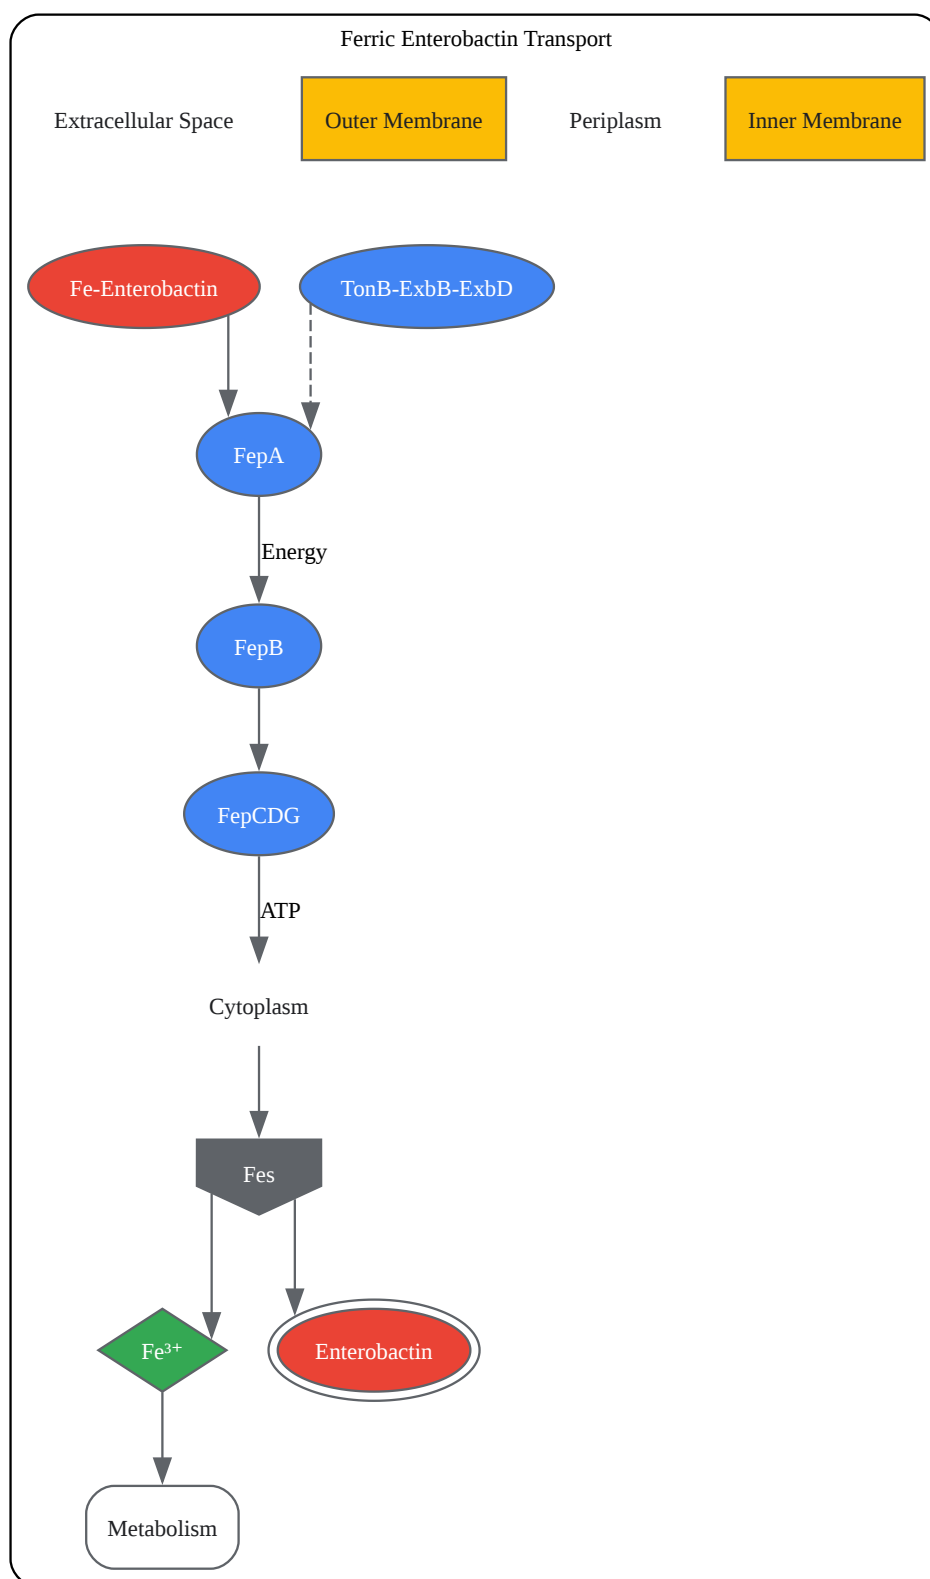 Ferric Enterobactin Transport
Extracellular Space
Outer Membrane
Periplasm
Inner Membrane
Fe-Enterobactin
TonB-ExbB-ExbD
FepA
Energy
FepB
FepCDG
ATP
Cytoplasm
Fes
Fe³⁺
Enterobactin
Metabolism